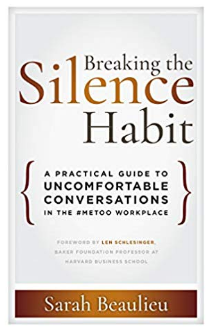 Breaking the
Silence
Habit
A PRACTICAL GUIDE TO
UNCOMFORTABLE
CONVERSATIONS
IN THE #METOO WORKPLACE
FOREWORD BY LEN SCHLESINGER,
BAKER FOUNDATION PROFESSOR AT
HARVARD BUSINESS SCHOOL
Sarah Beaulieu